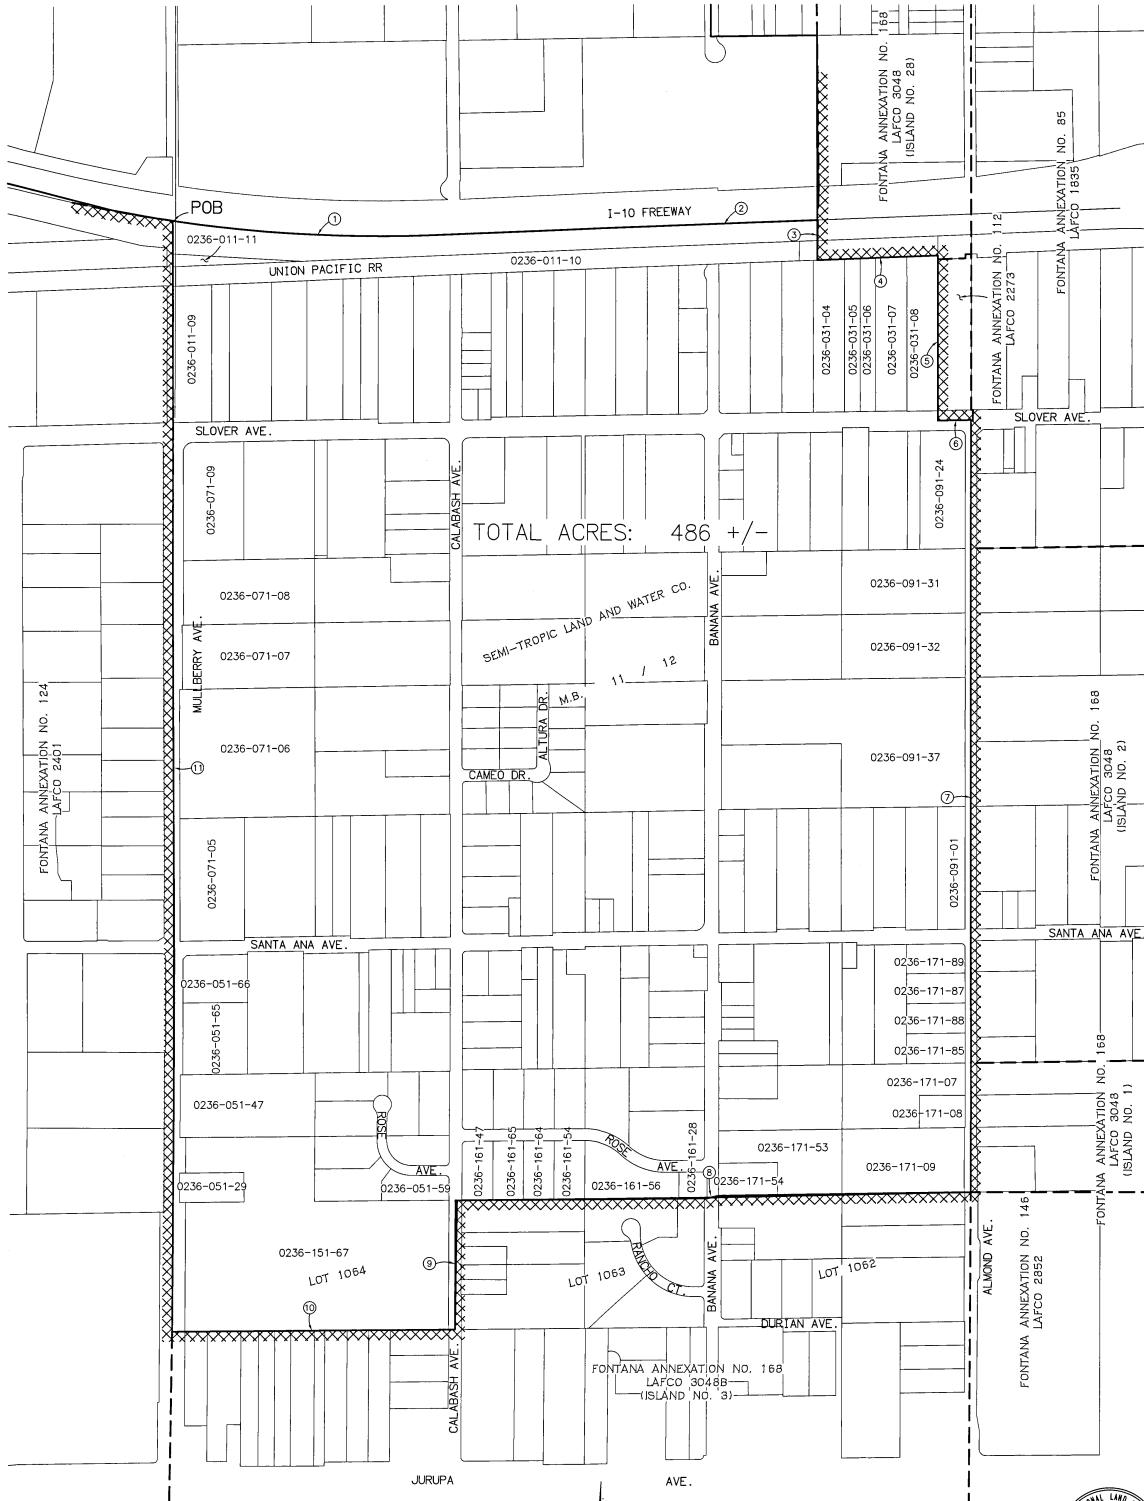 FONTANA ANNEXATION NO. 168
LAFCO 3048
(ISLAND NO. 28)
FONTANA ANNEXATION NO. 85
LAFCO 1835
POB
1
I-10 FREEWAY
2
3
0236-011-11
UNION PACIFIC RR
0236-011-10
4
FONTANA ANNEXATION NO. 112
LAFCO 2273
0236-011-09
0236-031-04
0236-031-05
0236-031-06
0236-031-07
0236-031-08
5
SLOVER AVE.
SLOVER AVE.
6
0236-071-09
CALABASH AVE.
0236-091-24
TOTAL ACRES: 486 +/-
0236-071-08
BANANA AVE.
0236-091-31
SEMI-TROPIC LAND AND WATER CO.
M.B. 11 / 12
MULLBERRY AVE.
0236-071-07
0236-091-32
FONTANA ANNEXATION NO. 124
LAFCO 2401
0236-071-06
ALTURA DR.
CAMEO DR.
0236-091-37
11
7
FONTANA ANNEXATION NO. 168
LAFCO 3048
(ISLAND NO. 2)
0236-071-05
0236-091-01
SANTA ANA AVE.
SANTA ANA AVE.
0236-051-66
0236-051-65
0236-171-89
0236-171-87
0236-171-88
0236-171-85
0236-051-47
0236-171-07
0236-171-08
FONTANA ANNEXATION NO. 168
LAFCO 3048
(ISLAND NO. 1)
ROSE
AVE.
0236-161-47
0236-161-65
0236-161-64
0236-161-54
ROSE
AVE.
0236-161-28
0236-171-53
0236-171-09
0236-051-29
0236-051-59
0236-161-56
8
0236-171-54
0236-151-67
LOT 1064
9
LOT 1063
RANCHO CT.
BANANA AVE.
LOT 1062
ALMOND AVE.
FONTANA ANNEXATION NO. 146
LAFCO 2852
10
DURIAN AVE.
CALABASH AVE.
FONTANA ANNEXATION NO. 168
LAFCO 3048B
(ISLAND NO. 3)
JURUPA AVE.